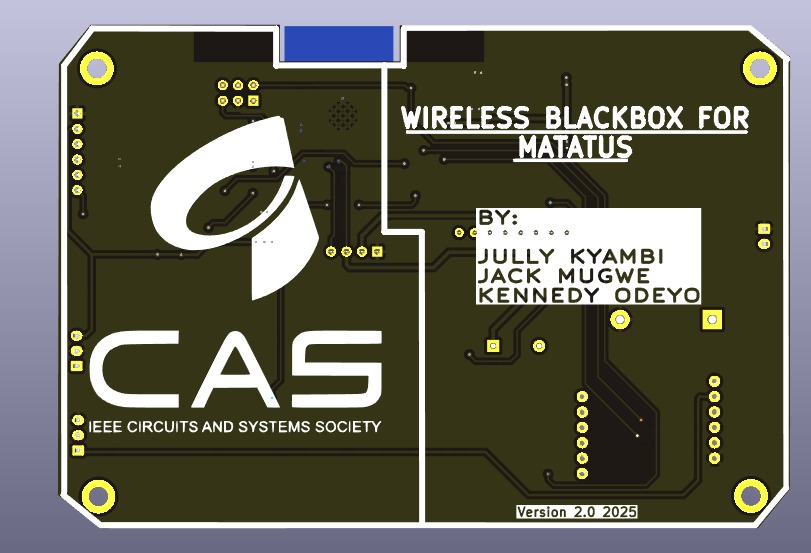 WIRELESS BLACKBOX FOR
MATATUS
BY:
JULLY KYAMBI
JACK MUGWE
KENNEDY ODEYO
CAS
IEEE CIRCUITS AND SYSTEMS SOCIETY
Version 2.0 2025